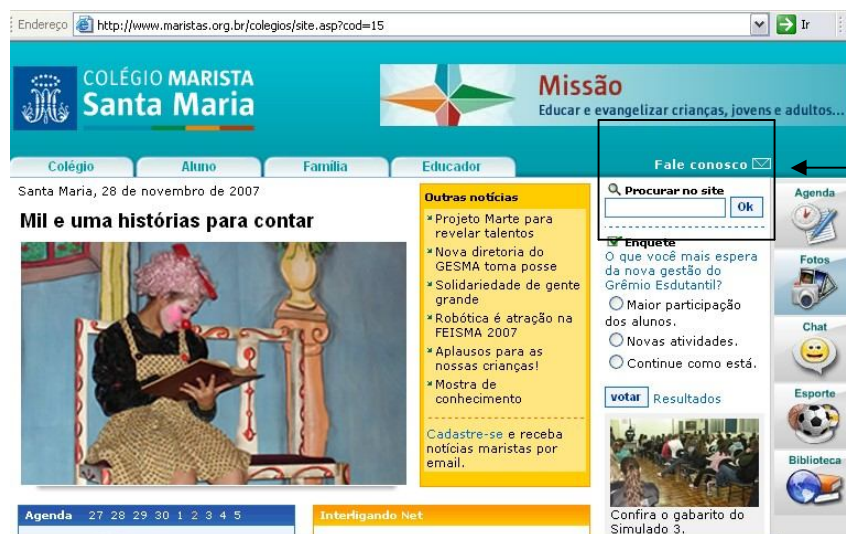 Endereço http://www.maristas.org.br/colegios/site.asp?cod=15 Ir
COLÉGIO MARISTA
Santa Maria
Missão
Educar e evangelizar crianças, jovens e adultos...
Colégio Aluno Família Educador Fale conosco
Santa Maria, 28 de novembro de 2007
Mil e uma histórias para contar
Outras notícias
Projeto Marte para
revelar talentos
Nova diretoria do
GESMA toma posse
Solidariedade de gente
grande
Robótica é atração na
FEISMA 2007
Aplausos para as
nossas crianças!
Mostra de
conhecimento
Cadastre-se e receba
notícias maristas por
email.
Procurar no site
Ok
Enquete
O que você mais espera
da nova gestão do
Grêmio Esdutantil?
Maior participação
dos alunos.
Novas atividades.
Continue como está.
votar Resultados
Confira o gabarito do
Simulado 3.
Agenda
Fotos
Chat
Esporte
Biblioteca
Agenda 27 28 29 30 1 2 3 4 5
Interligando Net